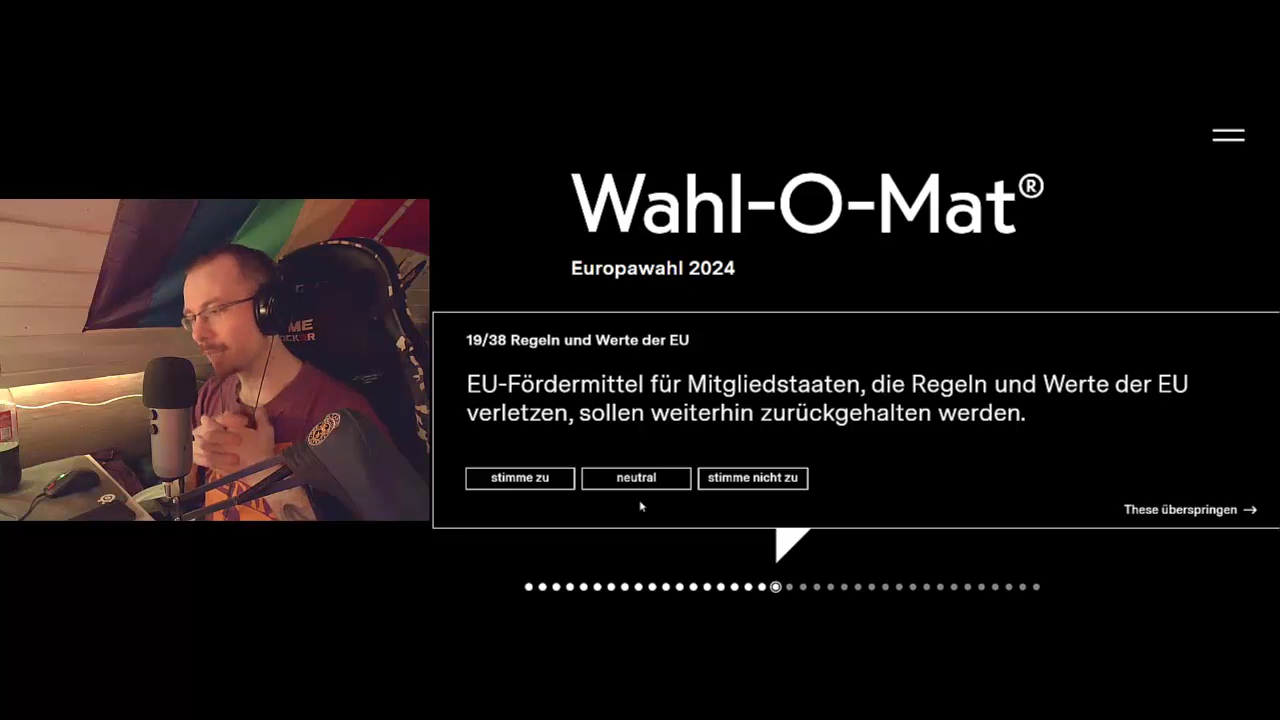 Wahl-O-Mat®
Europawahl 2024
19/38 Regeln und Werte der EU
EU-Fördermittel für Mitgliedstaaten, die Regeln und Werte der EU
verletzen, sollen weiterhin zurückgehalten werden.
stimme zu
neutral
stimme nicht zu
These überspringen →